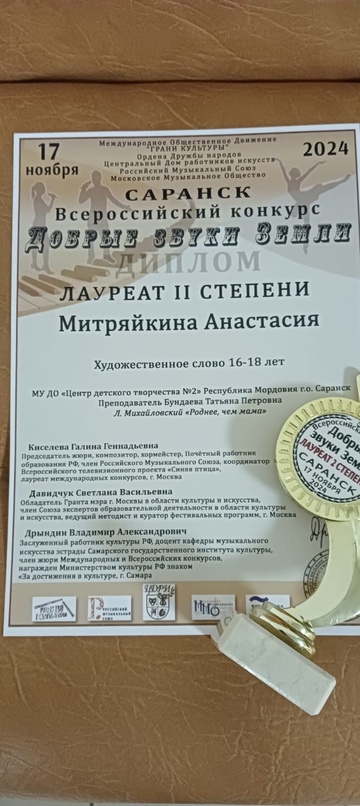 17
ноября
2024
Международное Общественное Движение
"ГРАНИ КУЛЬТУРЫ"
Ордена Дружбы народов
Центральный Дом работников искусств
Российский Музыкальный Союз
Московское Музыкальное Общество
САРАНСК
Всероссийский конкурс
Добрые звуки Земли
ДИПЛОМ
ЛАУРЕАТ II СТЕПЕНИ
Митряйкина Анастасия
Художественное слово 16-18 лет
МУ ДО «Центр детского творчества №2» Республика Мордовия г.о. Саранск
Преподаватель Бундаева Татьяна Петровна
Л. Михайловский «Роднее, чем мама»
Киселева Галина Геннадьевна
Председатель жюри, композитор, хормейстер, Почётный работник
образования РФ, член Российского Музыкального Союза, координатор
Всероссийского телевизионного проекта «Синяя птица»,
лауреат международных конкурсов, г. Москва
Давидчук Светлана Васильевна
Обладатель Гранта мэра г. Москвы в области культуры и искусства,
член Союза экспертов образовательной деятельности в области культуры
и искусства, ведущий методист и куратор фестивальных программ, г. Москва
Дрындин Владимир Александрович
Заслуженный работник культуры РФ, доцент кафедры музыкального
искусства эстрады Самарского государственного института культуры,
член жюри Международных и Всероссийских конкурсов,
награжден Министерством культуры РФ знаком
«За достижения в культуре, г. Самара
РОССИЙСКИЙ
МУЗЫКАЛЬНЫЙ
СОЮЗ
ММО
Всероссийский
Добрые
звуки Земли
ЛАУРЕАТ II СТЕПЕНИ
САРАНСК
17 НОЯБРЯ
2024